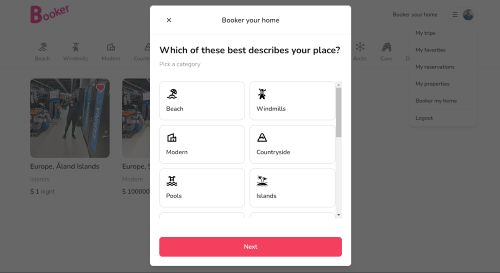 Booker
Booker your home
Booker your home
Which of these best describes your place?
Pick a category
Beach
Windmills
Modern
Arctic
Cave
My trips
My favorites
My reservations
My properties
Booker my home
Logout
Beach
Windmills
Modern
Countryside
Pools
Islands
Europe, Åland Islands
$ 1 night
$ 100000
Next